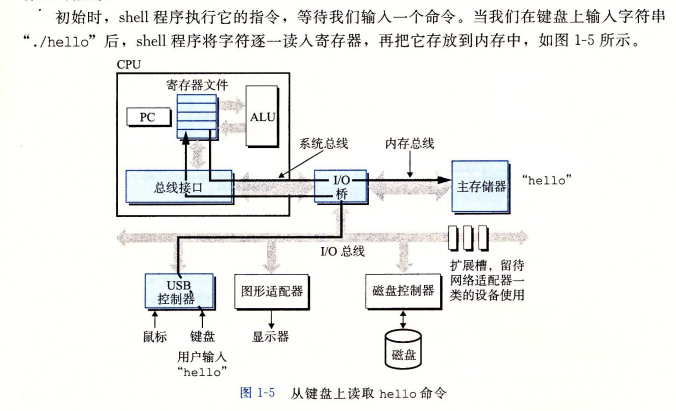 初始时，shell 程序执行它的指令，等待我们输入一个命令。当我们在键盘上输入字符串
“./hello”后，shell 程序将字符逐一读入寄存器，再把它存放到内存中，如图 1-5 所示。
CPU
寄存器文件
PC
ALU
系统总线
内存总线
总线接口
I/O
桥
主存储器
“hello”
I/O 总线
扩展槽，留待
网络适配器一
类的设备使用
USB
控制器
图形适配器
磁盘控制器
鼠标
键盘
显示器
用户输入
“hello”
磁盘
图 1-5 从键盘上读取 hello 命令